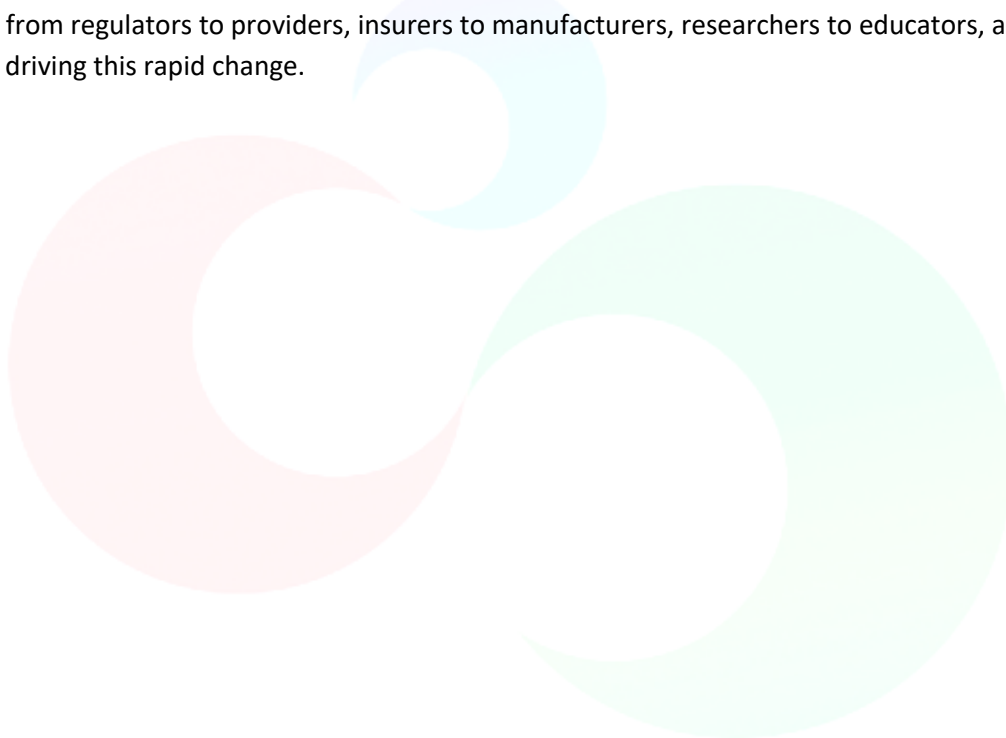 from regulators to providers, insurers to manufacturers, researchers to educators, a
driving this rapid change.